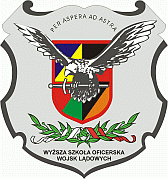 PER ASPERA AD ASTRA
WYŻSZA SZKOŁA OFICERSKA
WOJSK LĄDOWYCH